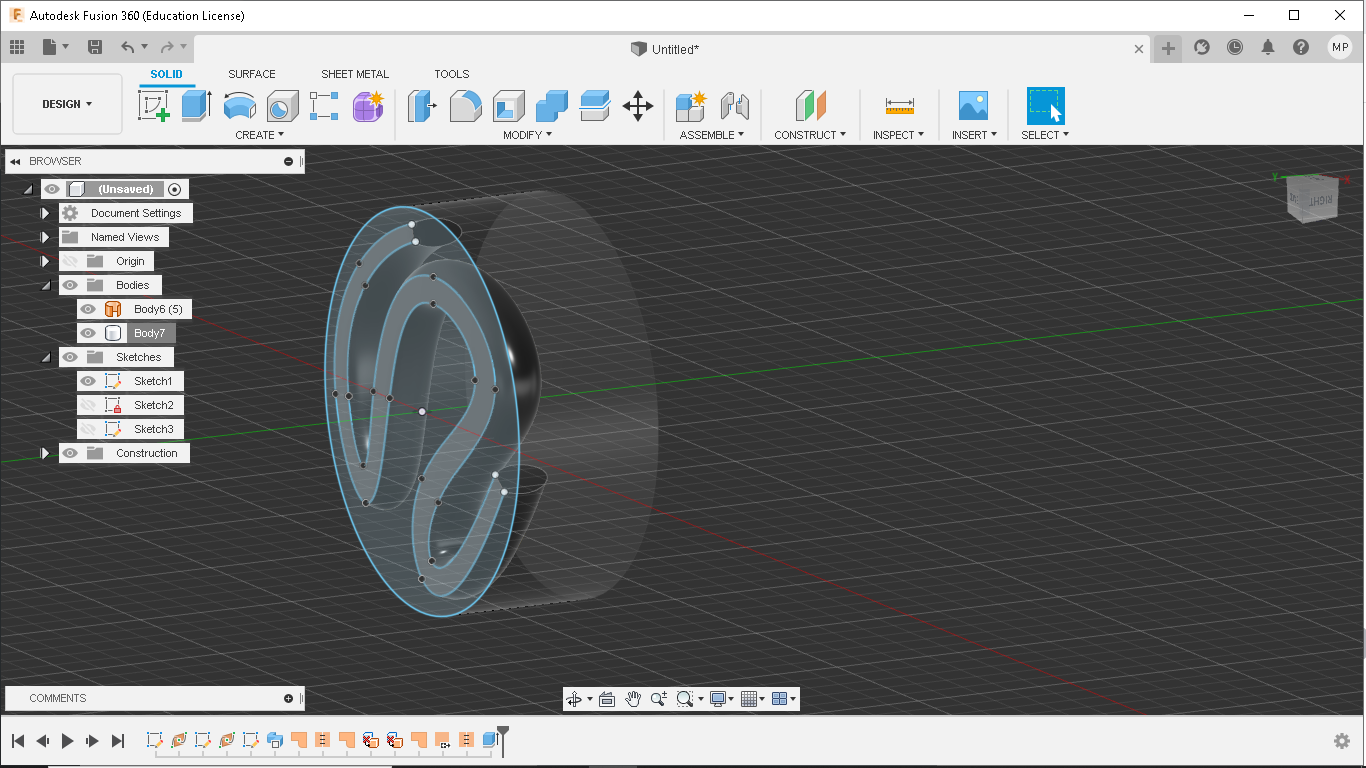 Autodesk Fusion 360 (Education License)
Untitled*
MP
SOLID SURFACE SHEET METAL TOOLS
DESIGN
CREATE MODIFY ASSEMBLE CONSTRUCT INSPECT INSERT SELECT
BROWSER
(Unsaved)
Document Settings
Named Views
Origin
Bodies
Body6 (5)
Body7
Sketches
Sketch1
Sketch2
Sketch3
Construction
Y
X
RIGHT
COMMENTS